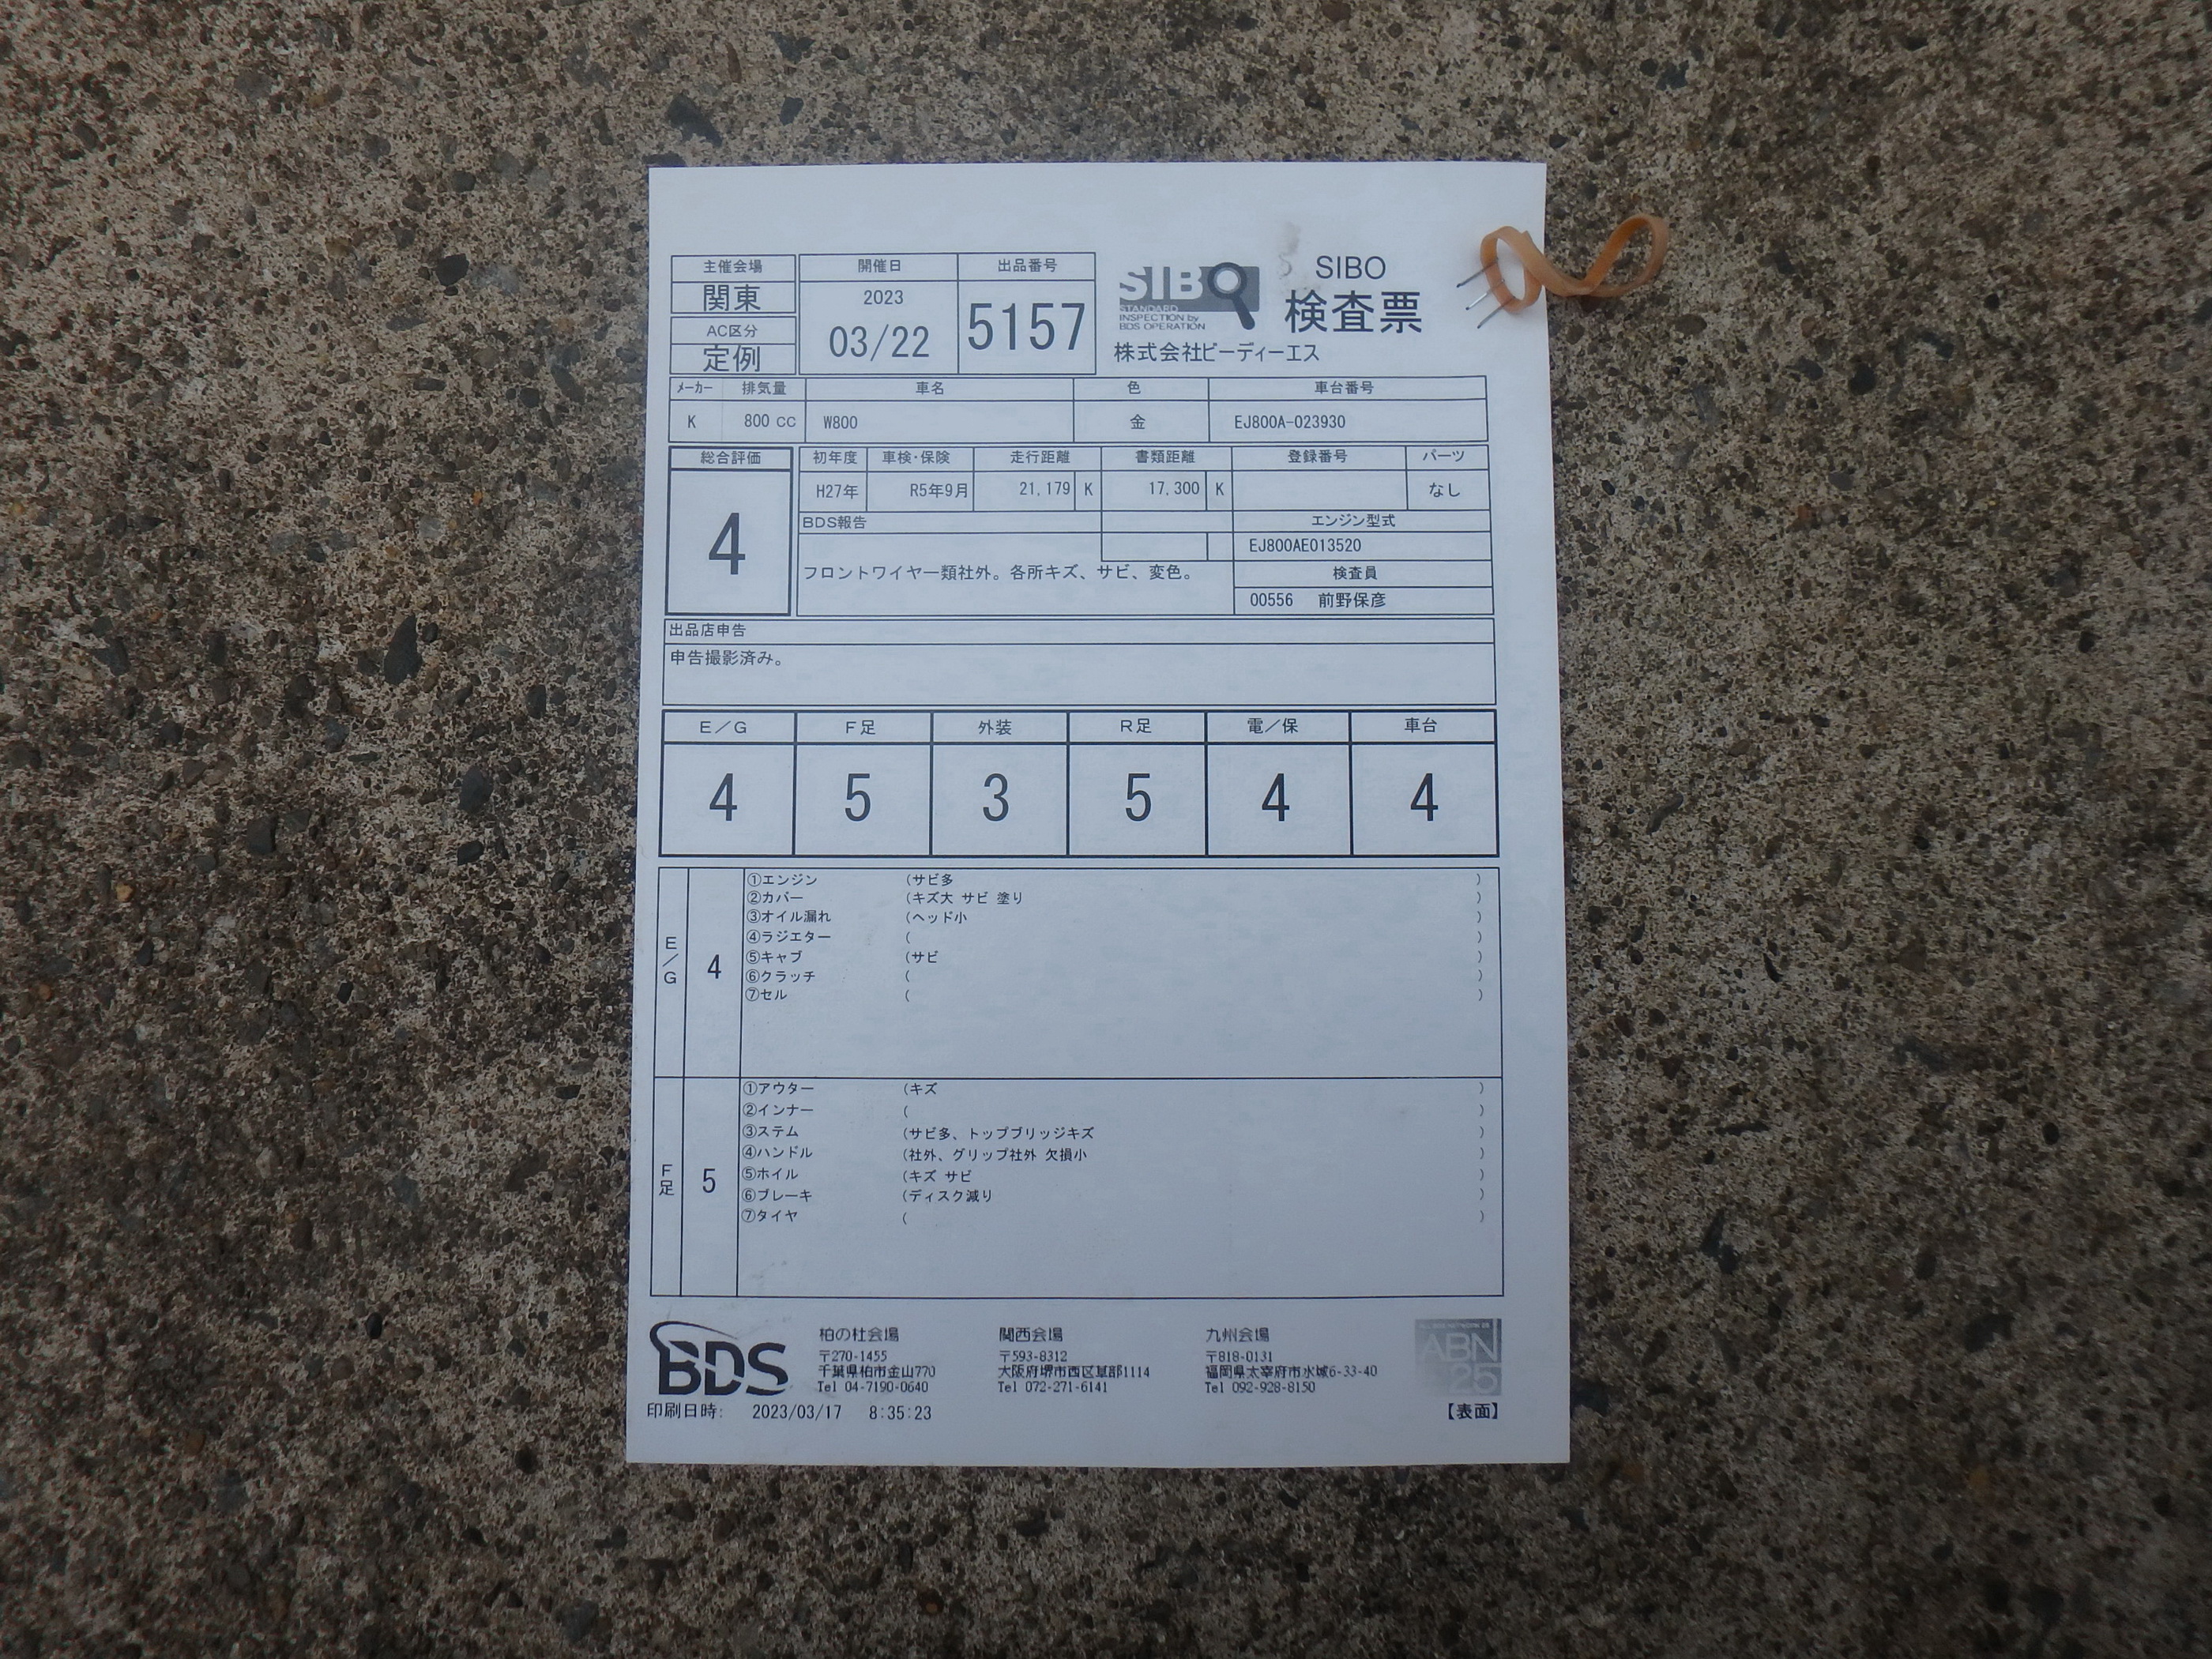 主催会場 開催日 出品番号
関東 2023 03/22 5157
AC区分
定例
SIBO
STANDARD
INSPECTION by
BDS OPERATION
SIBO
検査票
株式会社ビーディーエス
メーカー 排気量 車名 色 車台番号
K 800 CC W800 金 EJ800A-023930
総合評価 初年度 車検・保険 走行距離 書類距離 登録番号 パーツ
4 H27年 R5年9月 21,179 K 17,300 K なし
BDS報告 エンジン型式
EJ800AE013520
フロントワイヤー類社外。各所キズ、サビ、変色。 検査員
00556 前野保彦
出品店申告
申告撮影済み。
E/G F足 外装 R足 電/保 車台
4 5 3 5 4 4
E/G 4
①エンジン (サビ多 )
②カバー (キズ大 サビ 塗り )
③オイル漏れ (ヘッド小 )
④ラジエター ( )
⑤キャブ (サビ )
⑥クラッチ ( )
⑦セル ( )
F足 5
①アウター (キズ )
②インナー ( )
③ステム (サビ多、トップブリッジキズ )
④ハンドル (社外、グリップ社外 欠損小 )
⑤ホイル (キズ サビ )
⑥ブレーキ (ディスク減り )
⑦タイヤ ( )
BDS
柏の杜会場 関西会場 九州会場
〒270-1455 〒593-8312 〒818-0131
千葉県柏市金山770 大阪府堺市西区草部1114 福岡県太宰府市水城6-33-40
Tel 04-7190-0640 Tel 072-271-6141 Tel 092-928-8150
ABN
25
印刷日時: 2023/03/17 8:35:23 【表面】